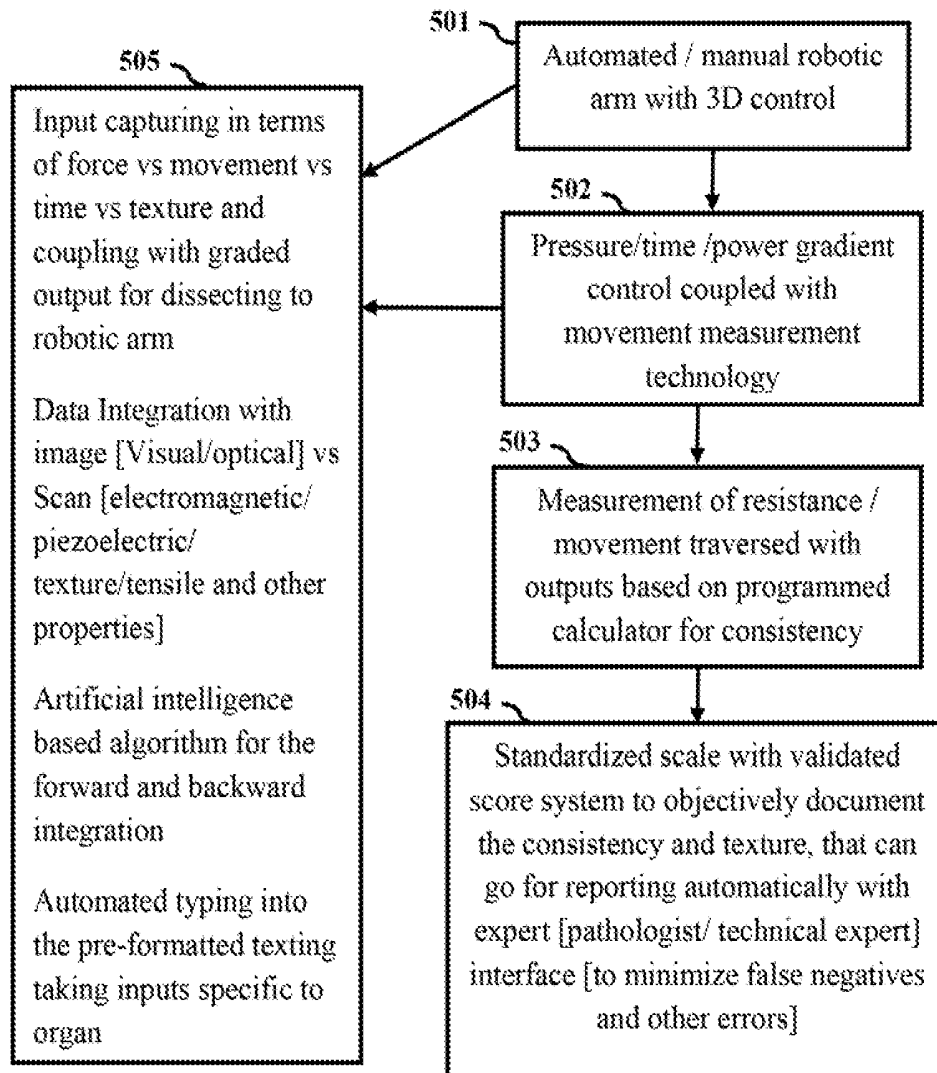 501
Automated / manual robotic
arm with 3D control
505
Input capturing in terms
of force vs movement vs
time vs texture and
coupling with graded
output for dissecting to
robotic arm
Data Integration with
image [Visual/optical] vs
Scan [electromagnetic/
piezoelectric/
texture/tensile and other
properties]
Artificial intelligence
based algorithm for the
forward and backward
integration
Automated typing into
the pre-formatted texting
taking inputs specific to
organ
502
Pressure/time /power gradient
control coupled with
movement measurement
technology
503
Measurement of resistance /
movement traversed with
outputs based on programmed
calculator for consistency
504
Standardized scale with validated
score system to objectively document
the consistency and texture, that can
go for reporting automatically with
expert [pathologist/ technical expert]
interface [to minimize false negatives
and other errors]